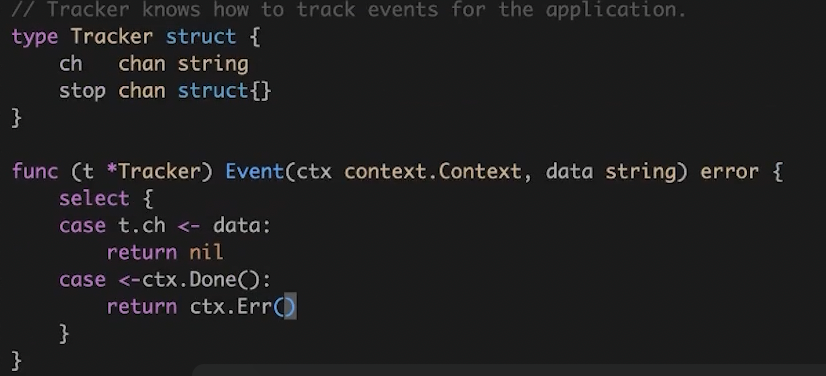 // Tracker knows how to track events for the application.
type Tracker struct {
    ch   chan string
    stop chan struct{}
}

func (t *Tracker) Event(ctx context.Context, data string) error {
    select {
    case t.ch <- data:
        return nil
    case <-ctx.Done():
        return ctx.Err()
    }
}